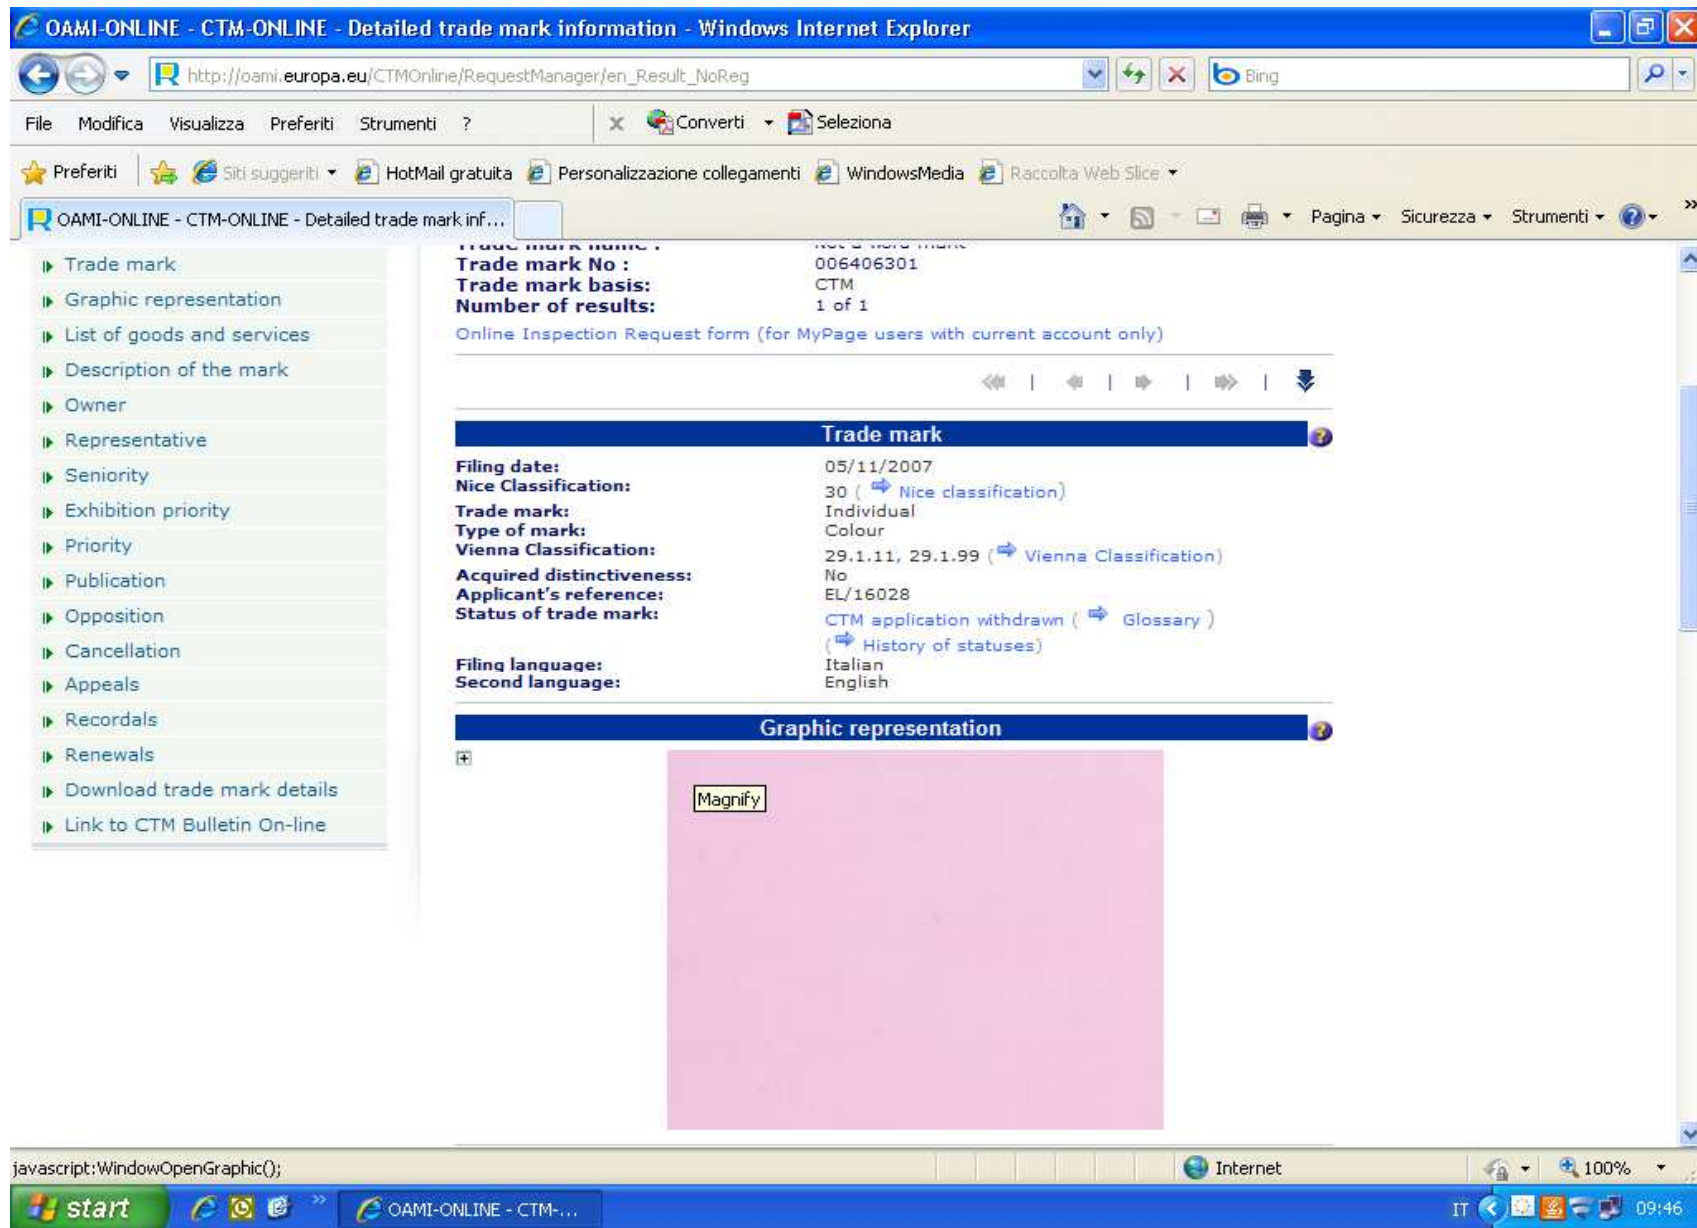 OAMI-ONLINE - CTM-ONLINE - Detailed trade mark information - Windows Internet Explorer
http://oami.europa.eu/CTMOnline/RequestManager/en_Result_NoReg
Bing
File Modifica Visualizza Preferiti Strumenti ? x Converti Seleziona
Preferiti Siti suggeriti HotMail gratuita Personalizzazione collegamenti WindowsMedia Raccolta Web Slice
OAMI-ONLINE - CTM-ONLINE - Detailed trade mark inf... Pagina Sicurezza Strumenti »
Trade mark
Graphic representation
List of goods and services
Description of the mark
Owner
Representative
Seniority
Exhibition priority
Priority
Publication
Opposition
Cancellation
Appeals
Recordals
Renewals
Download trade mark details
Link to CTM Bulletin On-line
Trade mark name : Not a word mark
Trade mark No : 006406301
Trade mark basis: CTM
Number of results: 1 of 1
Online Inspection Request form (for MyPage users with current account only)
Trade mark
Filing date: 05/11/2007
Nice Classification: 30 ( Nice classification)
Trade mark: Individual
Type of mark: Colour
Vienna Classification: 29.1.11, 29.1.99 ( Vienna Classification)
Acquired distinctiveness: No
Applicant's reference: EL/16028
Status of trade mark: CTM application withdrawn ( Glossary )
( History of statuses)
Filing language: Italian
Second language: English
Graphic representation
Magnify
javascript:WindowOpenGraphic(); Internet 100%
start » OAMI-ONLINE - CTM-... IT 09:46